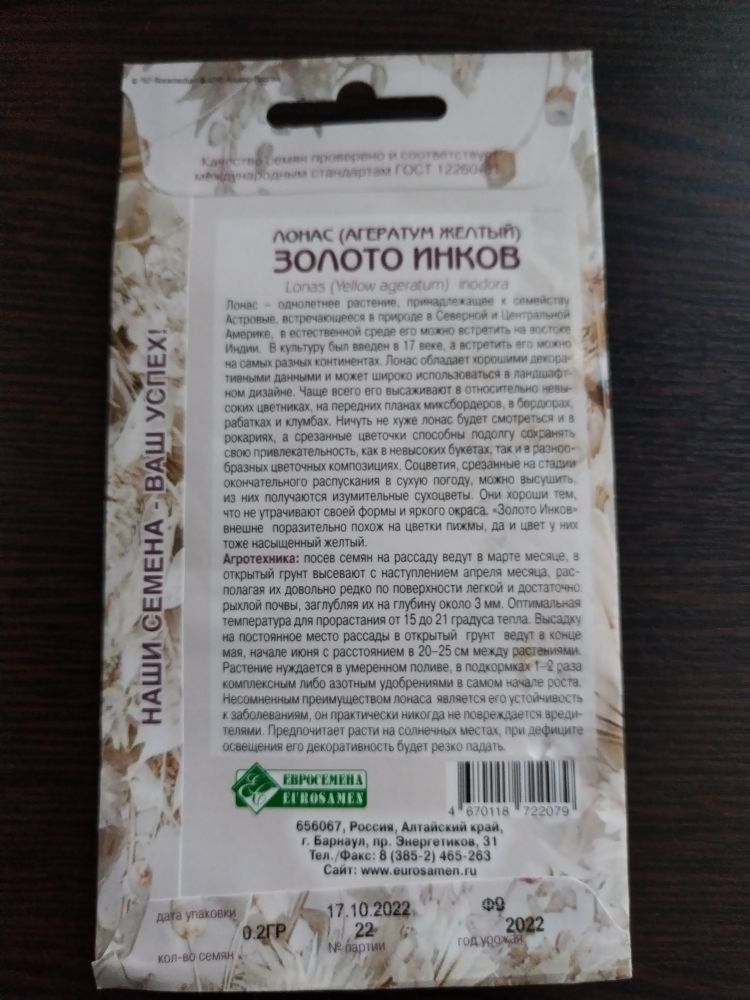 Качество семян проверено и соответствует
международным стандартам ГОСТ 12260-81
ЛОНАС (АГЕРАТУМ ЖЕЛТЫЙ)
ЗОЛОТО ИНКОВ
Lonas (Yellow ageratum) inodora
Лонас – однолетнее растение, принадлежащее к семейству
Астровые, встречающееся в природе в Северной и Центральной
Америке, в естественной среде его можно встретить на востоке
Индии. В культуру был введен в 17 веке, а встретить его можно
на самых разных континентах. Лонас обладает хорошими декора-
тивными данными и может широко использоваться в ландшафт-
ном дизайне. Чаще всего его высаживают в относительно невы-
соких цветниках, на передних планах миксбордеров, в бордюрах,
рабатках и клумбах. Ничуть не хуже лонас будет смотреться и в
рокариях, а срезанные цветочки способны подолгу сохранять
свою привлекательность, как в невысоких букетах, так и в разнооб-
разных цветочных композициях. Соцветия, срезанные на стадии
окончательного распускания в сухую погоду, можно высушить,
из них получаются изумительные сухоцветы. Они хороши тем,
что не утрачивают своей формы и яркого окраса. «Золото Инков»
внешне поразительно похож на цветки пижмы, да и цвет у них
тоже насыщенный желтый.
Агротехника: посев семян на рассаду ведут в марте месяце, в
открытый грунт высевают с наступлением апреля месяца, рас-
полагая их довольно редко по поверхности легкой и достаточно
рыхлой почвы, заглубляя их на глубину около 3 мм. Оптимальная
температура для прорастания от 15 до 21 градуса тепла. Высадку
на постоянное место рассады в открытый грунт ведут в конце
мая, начале июня с расстоянием в 20–25 см между растениями.
Растение нуждается в умеренном поливе, в подкормках 1–2 раза
комплексным либо азотным удобрениями в самом начале роста.
Несомненным преимуществом лонаса является его устойчивость
к заболеваниям, он практически никогда не повреждается вреди-
телями. Предпочитает расти на солнечных местах, при дефиците
освещения его декоративность будет резко падать.
НАШИ СЕМЕНА - ВАШ УСПЕХ!
ЕВРОСЕМЕНА
EUROSAMEN
4 670118 722079
656067, Россия, Алтайский край,
г. Барнаул, пр. Энергетиков, 31
Тел./Факс: 8 (385-2) 465-263
Сайт: www.eurosamen.ru
дата упаковки 17.10.2022 Ф9
кол-во семян 0.2ГР 22 № партии 2022 год урожая